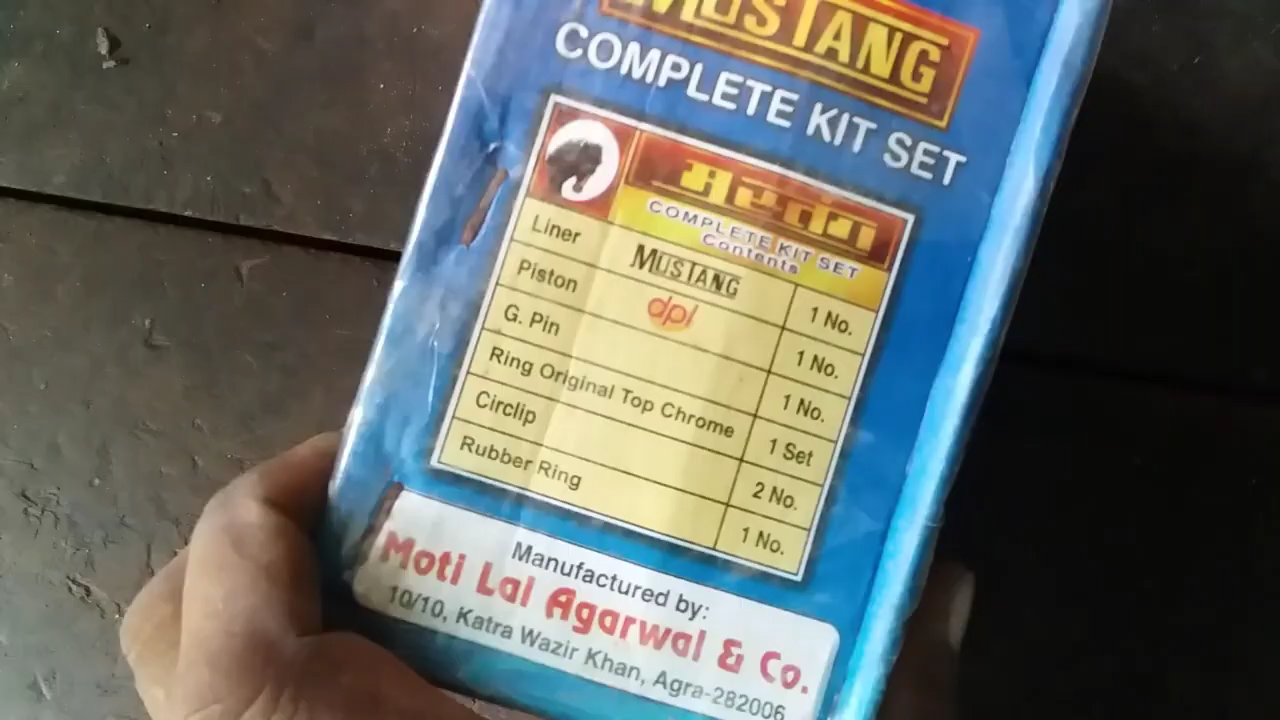 MUSTANG
COMPLETE KIT SET
मस्टंग
COMPLETE KIT SET
Contents
Liner MUSTANG 1 No.
Piston dpl 1 No.
G. Pin 1 No.
Ring Original Top Chrome 1 Set
Circlip 2 No.
Rubber Ring 1 No.
Manufactured by:
Moti Lal Agarwal & Co.
10/10, Katra Wazir Khan, Agra-282006